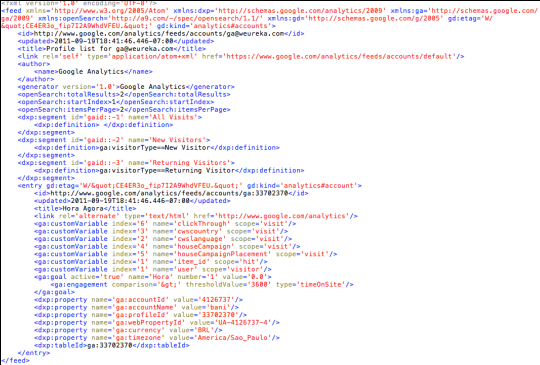 <?xml version='1.0' encoding='UTF-8'?>
<feed xmlns='http://www.w3.org/2005/Atom' xmlns:dxp='http://schemas.google.com/analytics/2009' xmlns:ga='http://schemas.google.com/
ga/2009' xmlns:openSearch='http://a9.com/-/spec/opensearch/1.1/' xmlns:gd='http://schemas.google.com/g/2005' gd:etag='W/
&quot;CE4ER3o_fip7I2A9WhdVFEU.&quot;' gd:kind='analytics#accounts'>
<id>http://www.google.com/analytics/feeds/accounts/ga@weureka.com</id>
<updated>2011-09-19T18:41:46.446-07:00</updated>
<title>Profile list for ga@weureka.com</title>
<link rel='self' type='application/atom+xml' href='https://www.google.com/analytics/feeds/accounts/default'/>
<author>
<name>Google Analytics</name>
</author>
<generator version='1.0'>Google Analytics</generator>
<openSearch:totalResults>2</openSearch:totalResults>
<openSearch:startIndex>1</openSearch:startIndex>
<openSearch:itemsPerPage>2</openSearch:itemsPerPage>
<dxp:segment id='gaid::-1' name='All Visits'>
<dxp:definition> </dxp:definition>
</dxp:segment>
<dxp:segment id='gaid::-2' name='New Visitors'>
<dxp:definition>ga:visitorType==New Visitor</dxp:definition>
</dxp:segment>
<dxp:segment id='gaid::-3' name='Returning Visitors'>
<dxp:definition>ga:visitorType==Returning Visitor</dxp:definition>
</dxp:segment>
<entry gd:etag='W/&quot;CE4ER3o_fip7I2A9WhdVFEU.&quot;' gd:kind='analytics#account'>
<id>http://www.google.com/analytics/feeds/accounts/ga:33702370</id>
<updated>2011-09-19T18:41:46.446-07:00</updated>
<title>Hora Agora</title>
<link rel='alternate' type='text/html' href='http://www.google.com/analytics'/>
<ga:customVariable index='6' name='clickThrough' scope='visit'/>
<ga:customVariable index='3' name='cwscountry' scope='visit'/>
<ga:customVariable index='2' name='cwslanguage' scope='visit'/>
<ga:customVariable index='4' name='houseCampaign' scope='visit'/>
<ga:customVariable index='5' name='houseCampaignPlacement' scope='visit'/>
<ga:customVariable index='1' name='item_id' scope='hit'/>
<ga:customVariable index='1' name='user' scope='visitor'/>
<ga:goal active='true' name='Hora' number='1' value='0.0'>
<ga:engagement comparison='&gt;' thresholdValue='3600' type='timeOnSite'/>
</ga:goal>
<dxp:property name='ga:accountId' value='4126737'/>
<dxp:property name='ga:accountName' value='bani'/>
<dxp:property name='ga:profileId' value='33702370'/>
<dxp:property name='ga:webPropertyId' value='UA-4126737-4'/>
<dxp:property name='ga:currency' value='BRL'/>
<dxp:property name='ga:timezone' value='America/Sao_Paulo'/>
<dxp:tableId>ga:33702370</dxp:tableId>
</entry>
</feed>